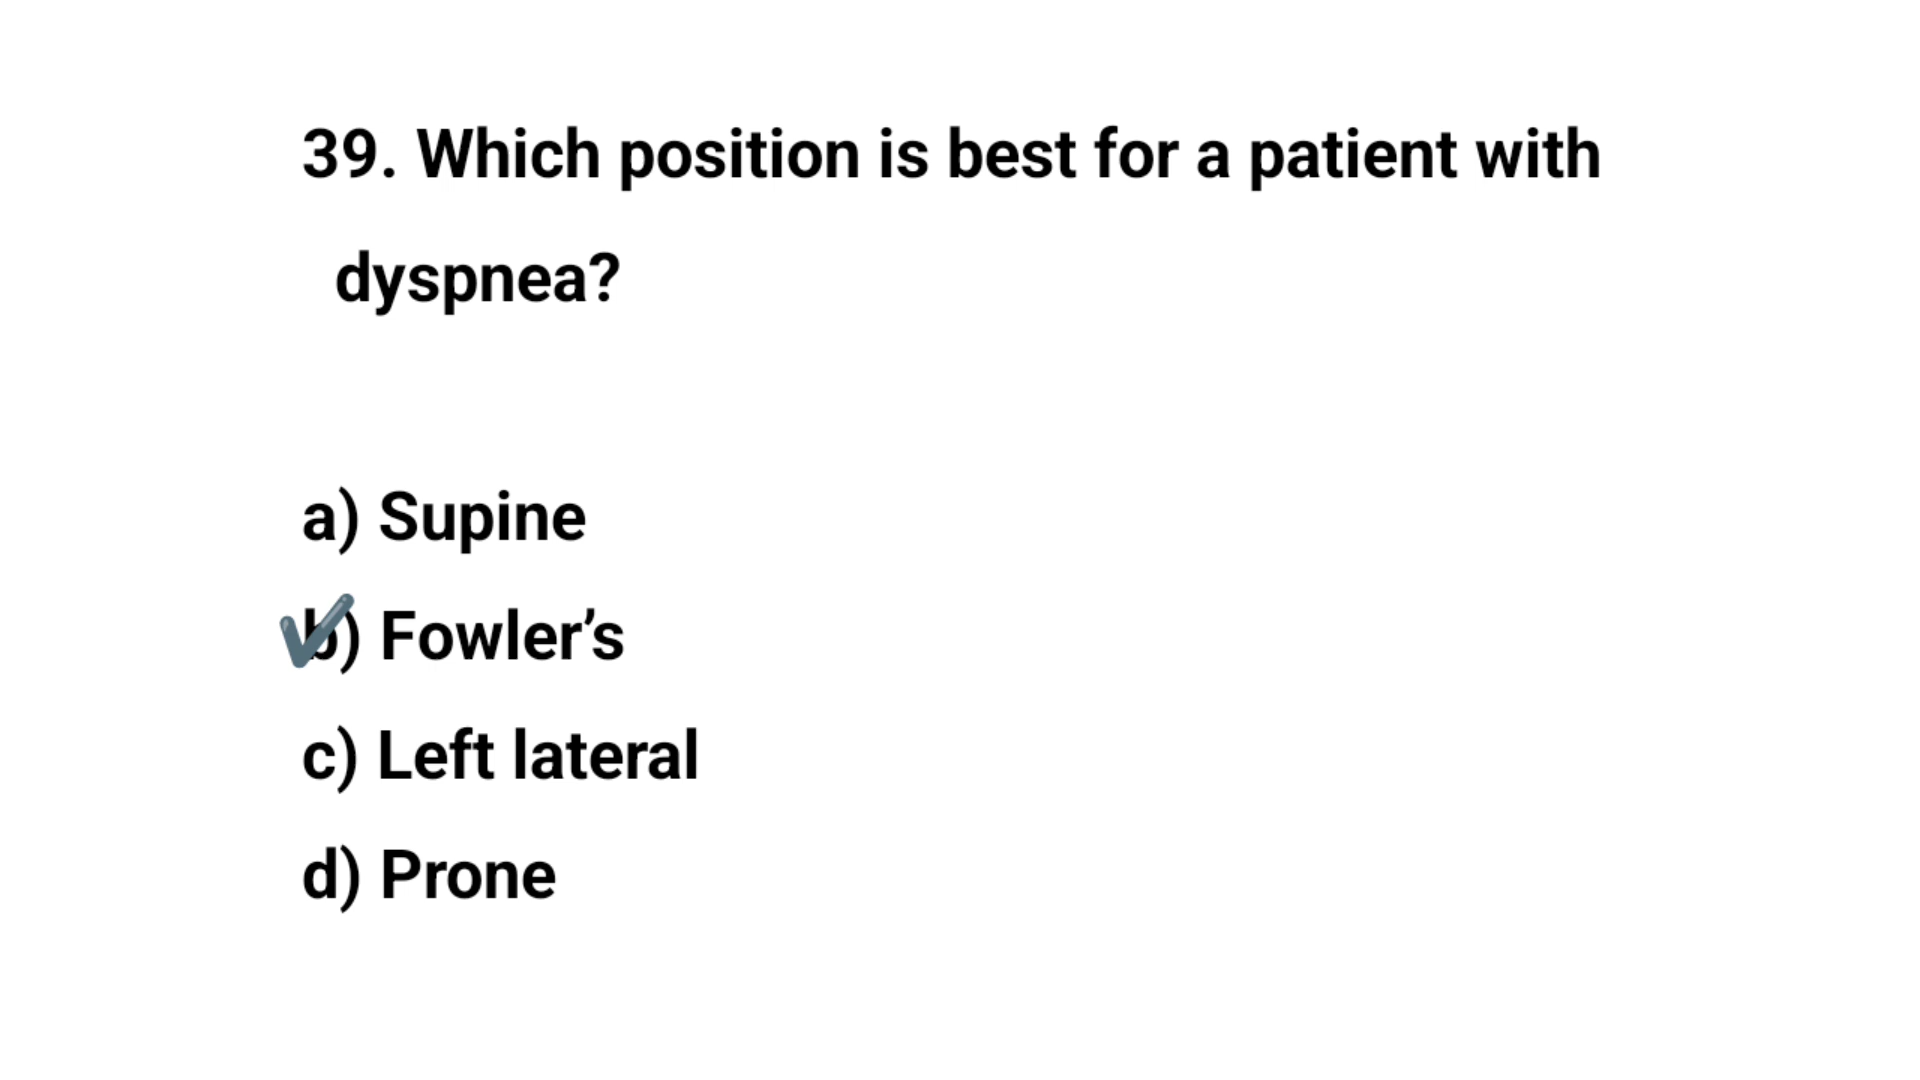 39. Which position is best for a patient with
dyspnea?
a) Supine
b) Fowler’s
c) Left lateral
d) Prone